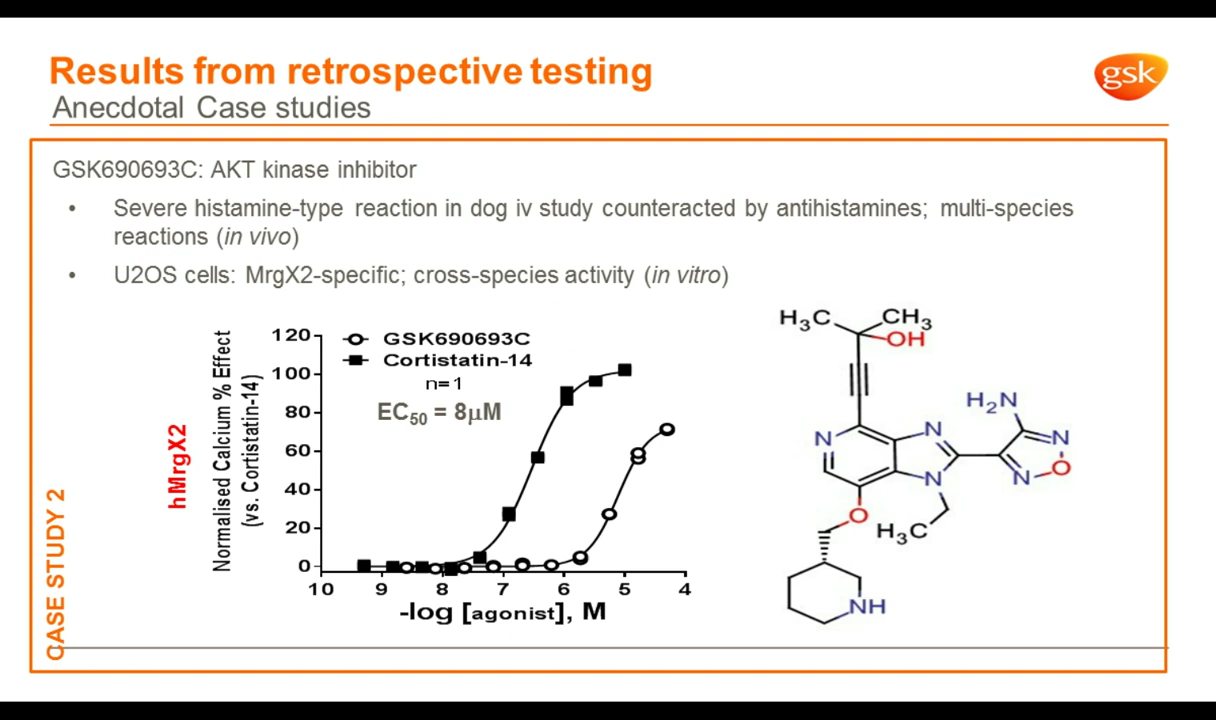 Results from retrospective testing
gsk
Anecdotal Case studies
GSK690693C: AKT kinase inhibitor
• Severe histamine-type reaction in dog iv study counteracted by antihistamines; multi-species
reactions (in vivo)
• U2OS cells: MrgX2-specific; cross-species activity (in vitro)
CASE STUDY 2
hMrgX2
Normalised Calcium % Effect
(vs. Cortistatin-14)
120
100
80
60
40
20
0
GSK690693C
Cortistatin-14
n=1
EC50 = 8µM
10 9 8 7 6 5 4
-log [agonist], M
H3C CH3
OH
H2N
N N N
O
N N
O
H3C
NH